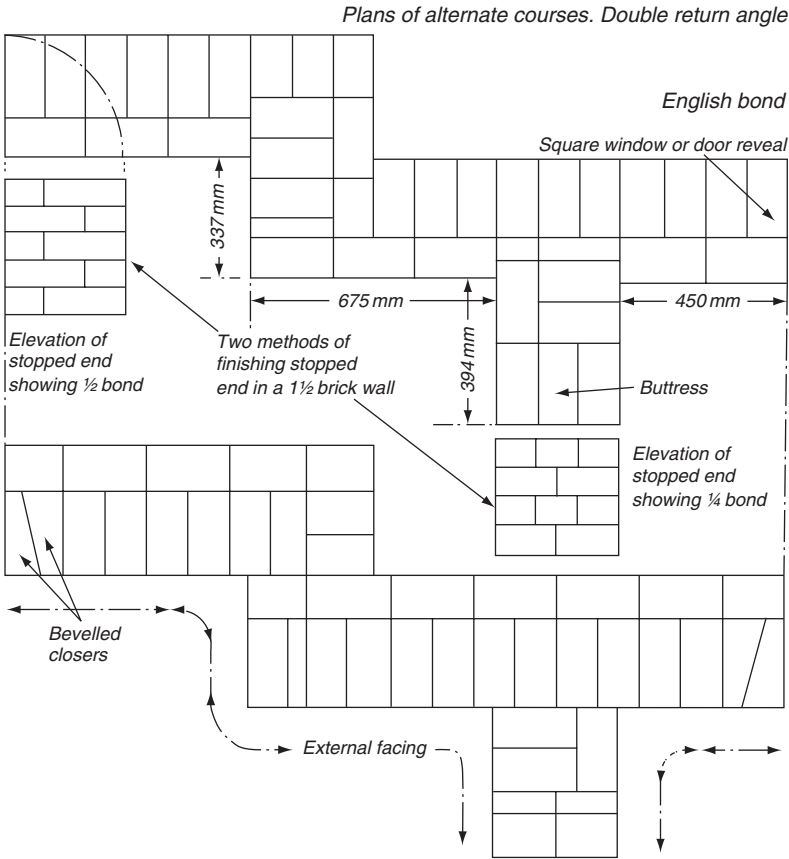 Plans of alternate courses. Double return angle
English bond
Square window or door reveal
337 mm
675 mm
394 mm
450 mm
Elevation of
stopped end
showing ½ bond
Two methods of
finishing stopped
end in a 1½ brick wall
Buttress
Elevation of
stopped end
showing ¼ bond
Bevelled
closers
External facing